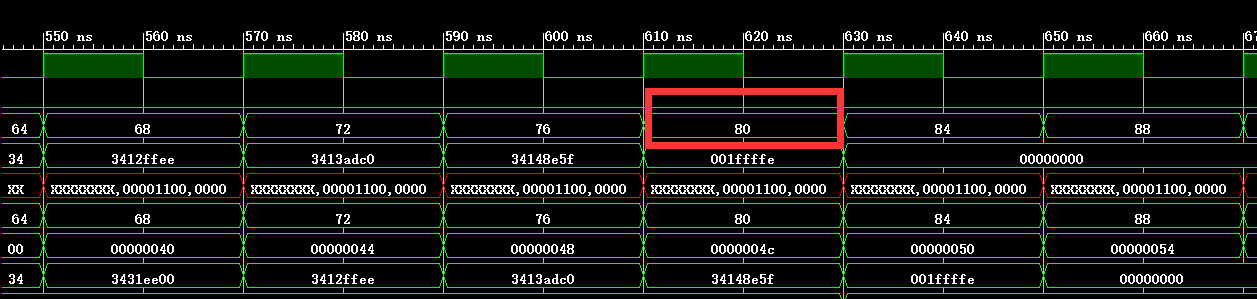 550 ns 560 ns 570 ns 580 ns 590 ns 600 ns 610 ns 620 ns 630 ns 640 ns 650 ns 660 ns 67
64 68 72 76 80 84 88
34 3412ffee 3413adc0 34148e5f 001ffffe 00000000
XX XXXXXXXX,00001100,0000 XXXXXXXX,00001100,0000 XXXXXXXX,00001100,0000 XXXXXXXX,00001100,0000 XXXXXXXX,00001100,0000 XXXXXXXX,00001100,0000
64 68 72 76 80 84 88
00 00000040 00000044 00000048 0000004c 00000050 00000054
34 3431ee00 3412ffee 3413adc0 34148e5f 001ffffe 00000000